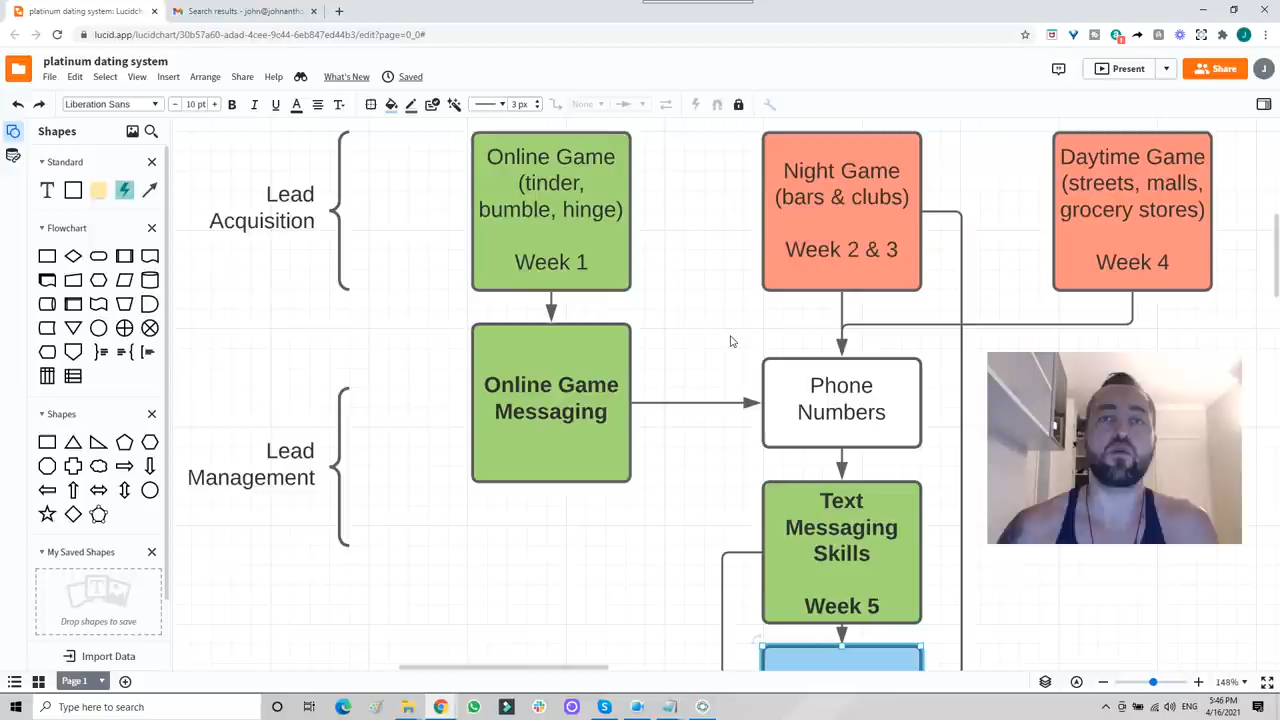 platinum dating system: Lucidch
Search results - john@johnantho
lucid.app/lucidchart/30b57a60-adad-4cee-9c44-6eb847ed44b3/edit?page=0_0#
platinum dating system
File
Edit
Select
View
Insert
Arrange
Share
Help
What's New
Saved
Present
Share
J
Liberation Sans
10 pt
B
I
U
A
T
3 px
None
Shapes
Standard
T
Flowchart
Shapes
My Saved Shapes
Drop shapes to save
Import Data
Lead
Acquisition
Lead
Management
Online Game
(tinder,
bumble, hinge)
Week 1
Online Game
Messaging
Night Game
(bars & clubs)
Week 2 & 3
Phone
Numbers
Text
Messaging
Skills
Week 5
Daytime Game
(streets, malls,
grocery stores)
Week 4
Page 1
148%
Type here to search
5:46 PM
4/16/2021